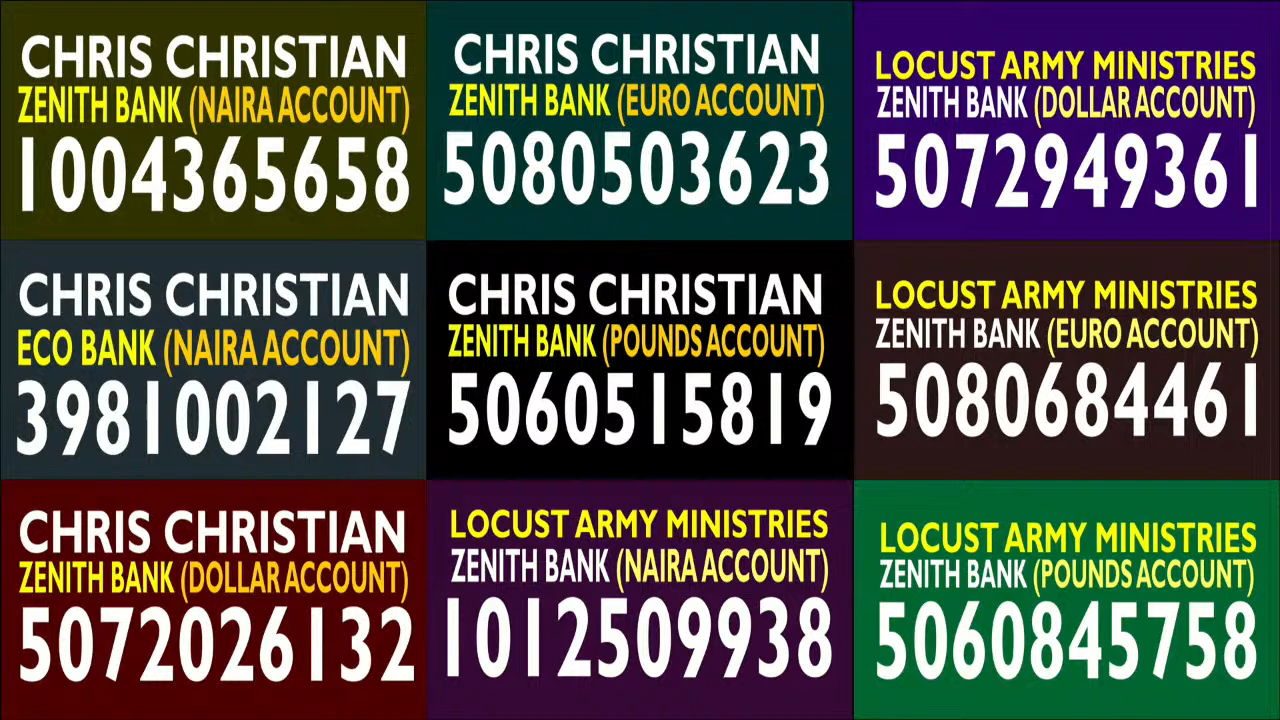 CHRIS CHRISTIAN
ZENITH BANK (NAIRA ACCOUNT)
1004365658
CHRIS CHRISTIAN
ZENITH BANK (EURO ACCOUNT)
5080503623
LOCUST ARMY MINISTRIES
ZENITH BANK (DOLLAR ACCOUNT)
5072949361
CHRIS CHRISTIAN
ECO BANK (NAIRA ACCOUNT)
3981002127
CHRIS CHRISTIAN
ZENITH BANK (POUNDS ACCOUNT)
5060515819
LOCUST ARMY MINISTRIES
ZENITH BANK (EURO ACCOUNT)
5080684461
CHRIS CHRISTIAN
ZENITH BANK (DOLLAR ACCOUNT)
5072026132
LOCUST ARMY MINISTRIES
ZENITH BANK (NAIRA ACCOUNT)
1012509938
LOCUST ARMY MINISTRIES
ZENITH BANK (POUNDS ACCOUNT)
5060845758